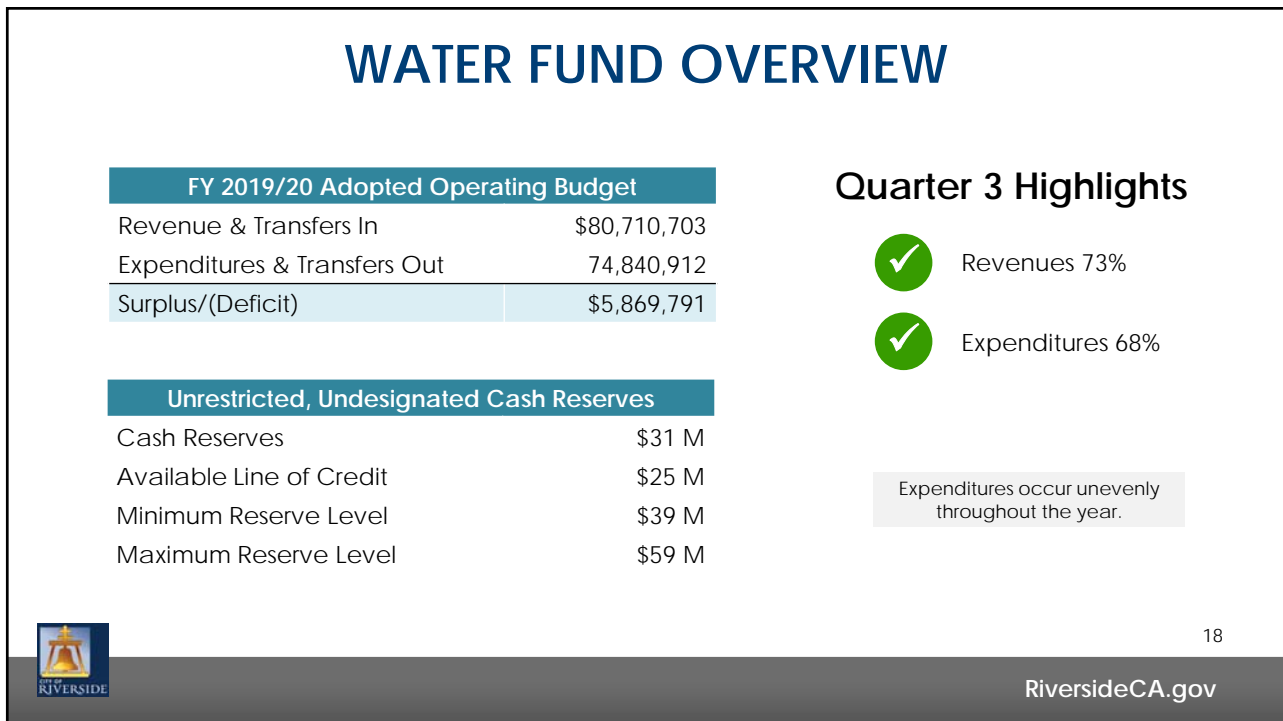 WATER FUND OVERVIEW
FY 2019/20 Adopted Operating Budget
Revenue & Transfers In $80,710,703
Expenditures & Transfers Out 74,840,912
Surplus/(Deficit) $5,869,791
Unrestricted, Undesignated Cash Reserves
Cash Reserves $31 M
Available Line of Credit $25 M
Minimum Reserve Level $39 M
Maximum Reserve Level $59 M
Quarter 3 Highlights
Revenues 73%
Expenditures 68%
Expenditures occur unevenly
throughout the year.
18
CITY OF
RIVERSIDE
RiversideCA.gov